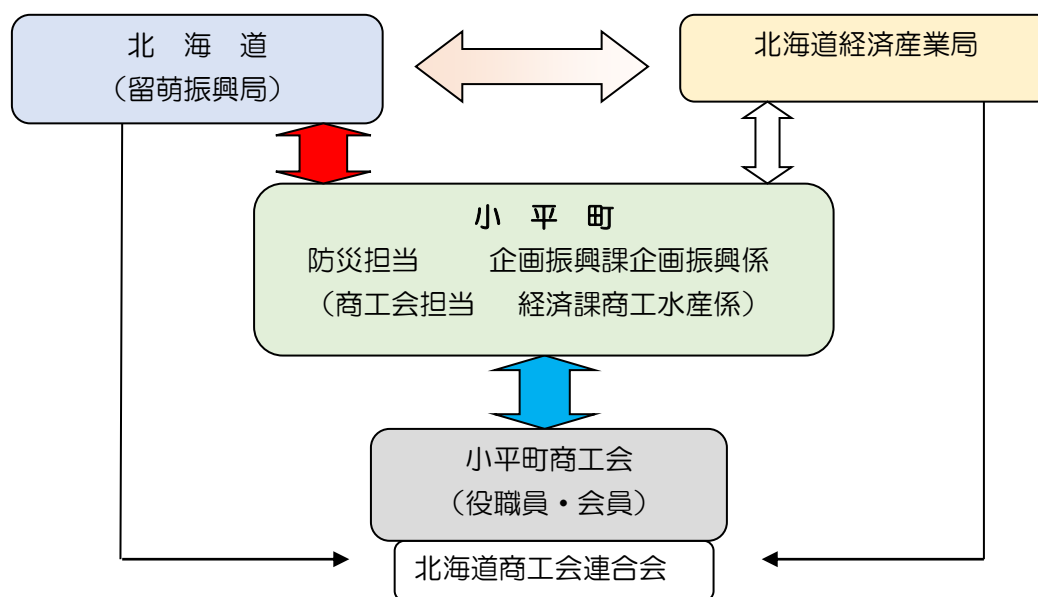 北　海　道
（留萌振興局）
北海道経済産業局
小　平　町
防災担当　　企画振興課企画振興係
（商工会担当　経済課商工水産係）
小平町商工会
（役職員・会員）
北海道商工会連合会